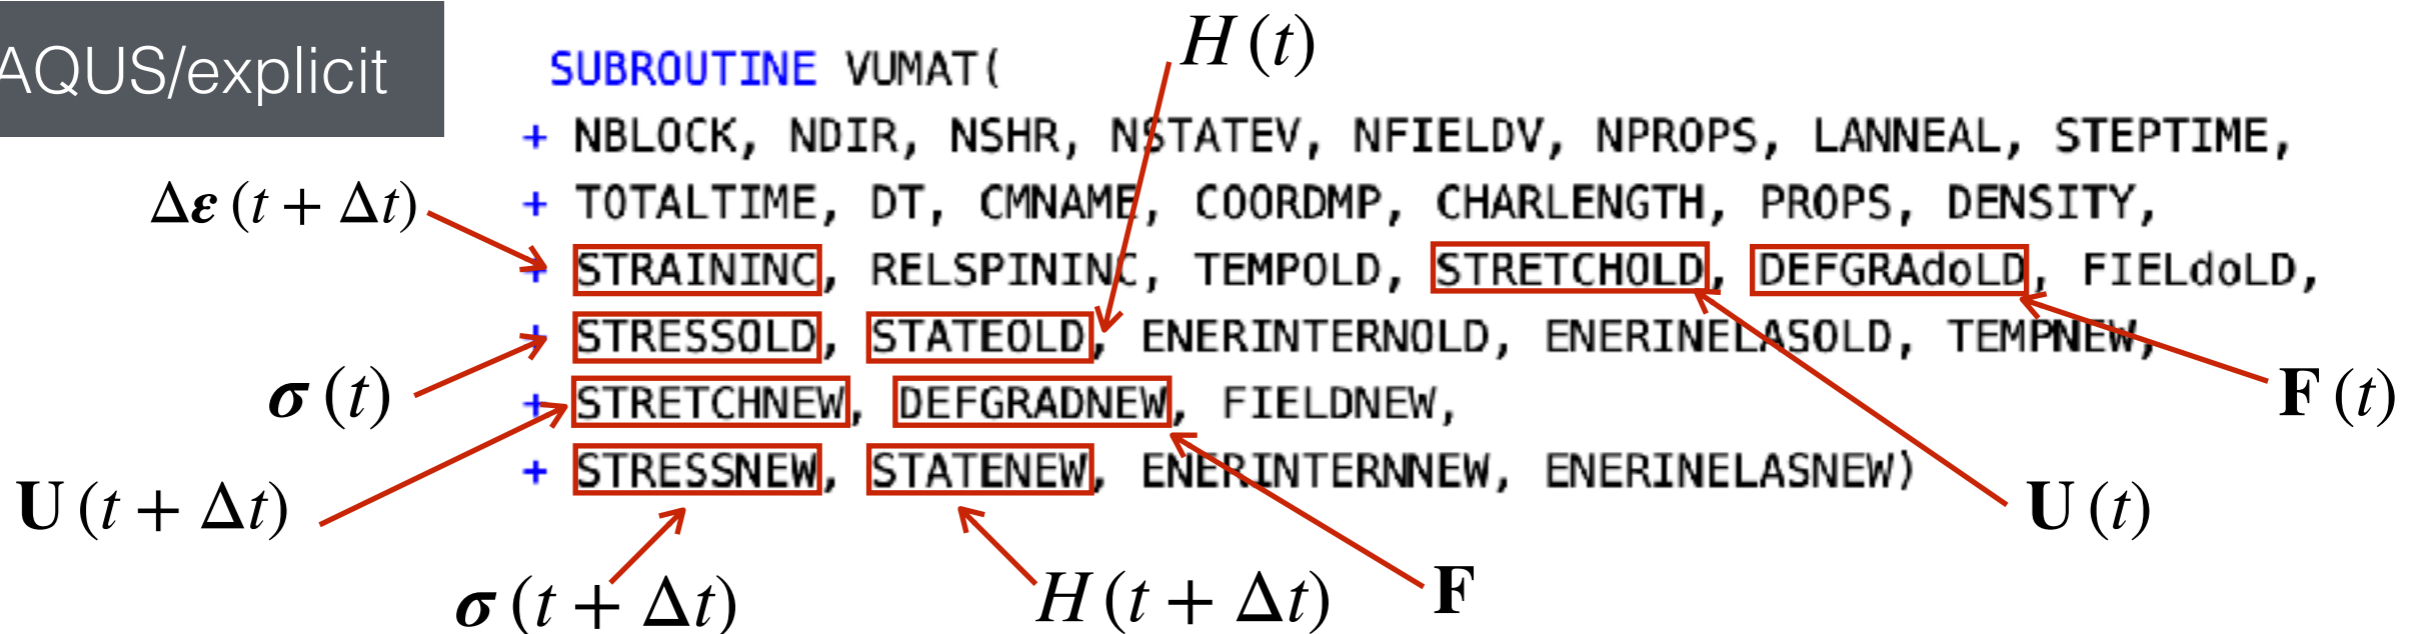 AQUS/explicit
H (t)
SUBROUTINE VUMAT(
+ NBLOCK, NDIR, NSHR, NSTATEV, NFIELDV, NPROPS, LANNEAL, STEPTIME,
Δε (t + Δt)
+ TOTALTIME, DT, CMNAME, COORDMP, CHARLENGTH, PROPS, DENSITY,
+ STRAININC, RELSPININC, TEMPOLD, STRETCHOLD, DEFGRAdoLD, FIELdoLD,
+ STRESSOLD, STATEOLD, ENERINTERNOLD, ENERINELASOLD, TEMPNEW,
σ (t)
+ STRETCHNEW, DEFGRADNEW, FIELDNEW,
F (t)
+ STRESSNEW, STATENEW, ENERINTERNNEW, ENERINELASNEW)
U (t + Δt)
U (t)
σ (t + Δt)
H (t + Δt)
F